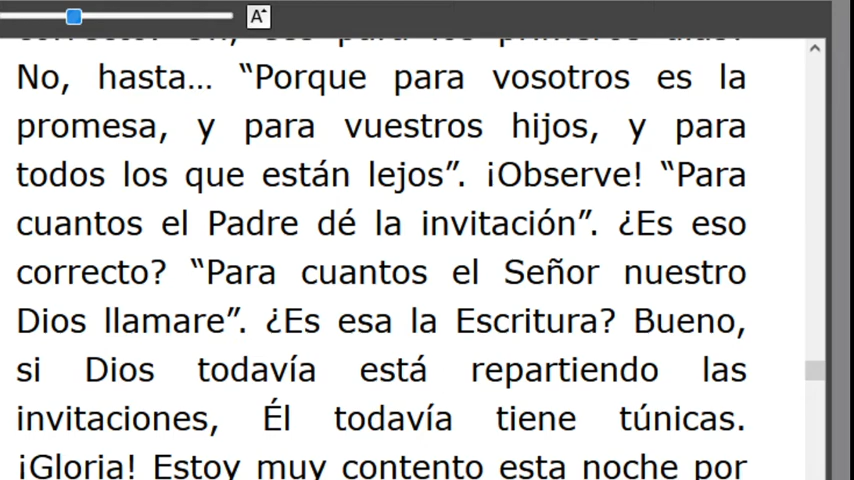 A
No, hasta... “Porque para vosotros es la
promesa, y para vuestros hijos, y para
todos los que están lejos”. ¡Observe! “Para
cuantos el Padre dé la invitación”. ¿Es eso
correcto? “Para cuantos el Señor nuestro
Dios llamare”. ¿Es esa la Escritura? Bueno,
si Dios todavía está repartiendo las
invitaciones, Él todavía tiene túnicas.
¡Gloria! Estoy muy contento esta noche por